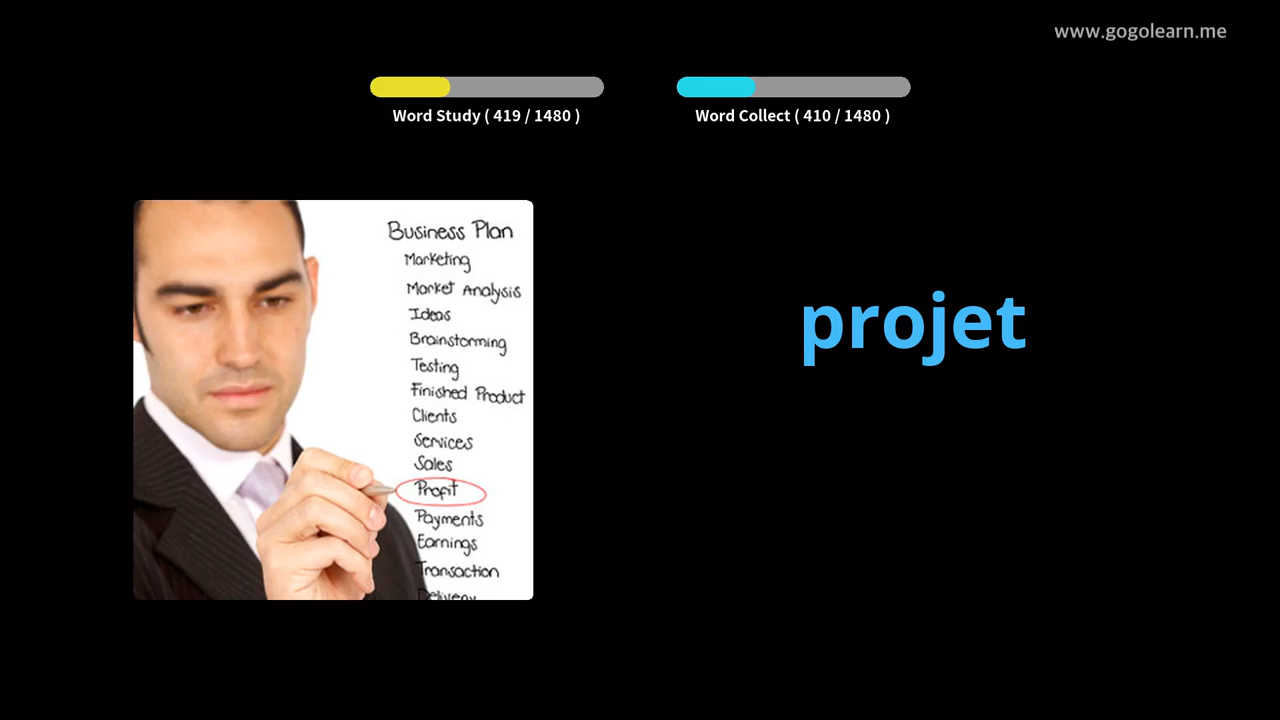 www.gogolearn.me
Word Study ( 419 / 1480 )
Word Collect ( 410 / 1480 )
Business Plan
Marketing
Market Analysis
Ideas
Brainstorming
Testing
Finished Product
Clients
Services
Sales
Profit
Payments
Earnings
Transaction
Delivery
projet